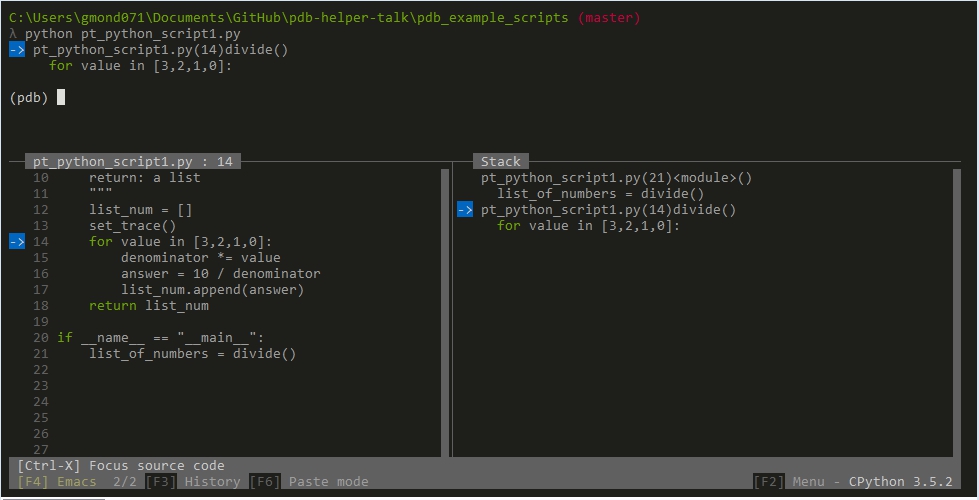 C:\Users\gmond071\Documents\GitHub\pdb-helper-talk\pdb_example_scripts (master)
λ python pt_python_script1.py
-> pt_python_script1.py(14)divide()
for value in [3,2,1,0]:
(pdb)
pt_python_script1.py : 14
10 return: a list
11 """
12 list_num = []
13 set_trace()
-> 14 for value in [3,2,1,0]:
15 denominator *= value
16 answer = 10 / denominator
17 list_num.append(answer)
18 return list_num
19
20 if __name__ == "__main__":
21 list_of_numbers = divide()
22
23
24
25
26
27
Stack
pt_python_script1.py(21)<module>()
list_of_numbers = divide()
-> pt_python_script1.py(14)divide()
for value in [3,2,1,0]:
[Ctrl-X] Focus source code
[F4] Emacs 2/2 [F3] History [F6] Paste mode [F2] Menu - CPython 3.5.2